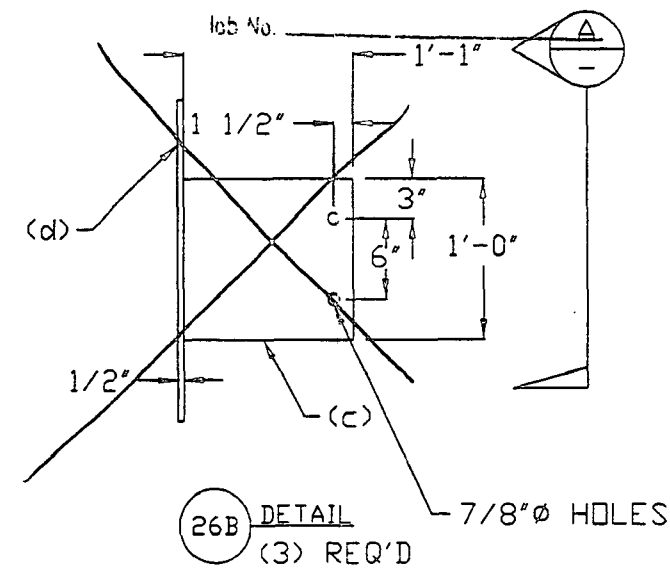 Job No.
A
-
1'-1"
1 1/2"
3"
c
(d)
6"
1'-0"
1/2"
(c)
26B DETAIL
(3) REQ'D
7/8"Ø HOLES